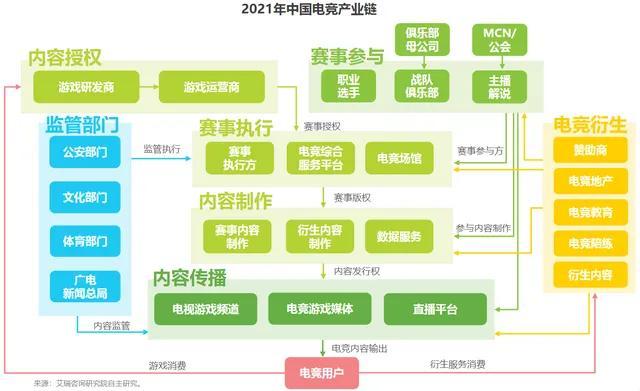 2021年中国电竞产业链
内容授权
游戏研发商
游戏运营商
俱乐部
母公司
MCN/
公会
赛事参与
职业
选手
战队
俱乐部
主播
解说
赛事授权
监管部门
公安部门
文化部门
体育部门
广电
新闻总局
监管执行
赛事执行
赛事
执行方
电竞综合
服务平台
电竞场馆
赛事参与方
电竞衍生
赞助商
电竞地产
电竞教育
电竞陪练
衍生内容
赛事版权
内容制作
赛事内容
制作
衍生内容
制作
数据服务
参与内容制作
内容发行权
内容传播
电视游戏频道
电竞游戏媒体
直播平台
内容监管
电竞内容输出
游戏消费
电竞用户
衍生服务消费
来源：艾瑞咨询研究院自主研究。